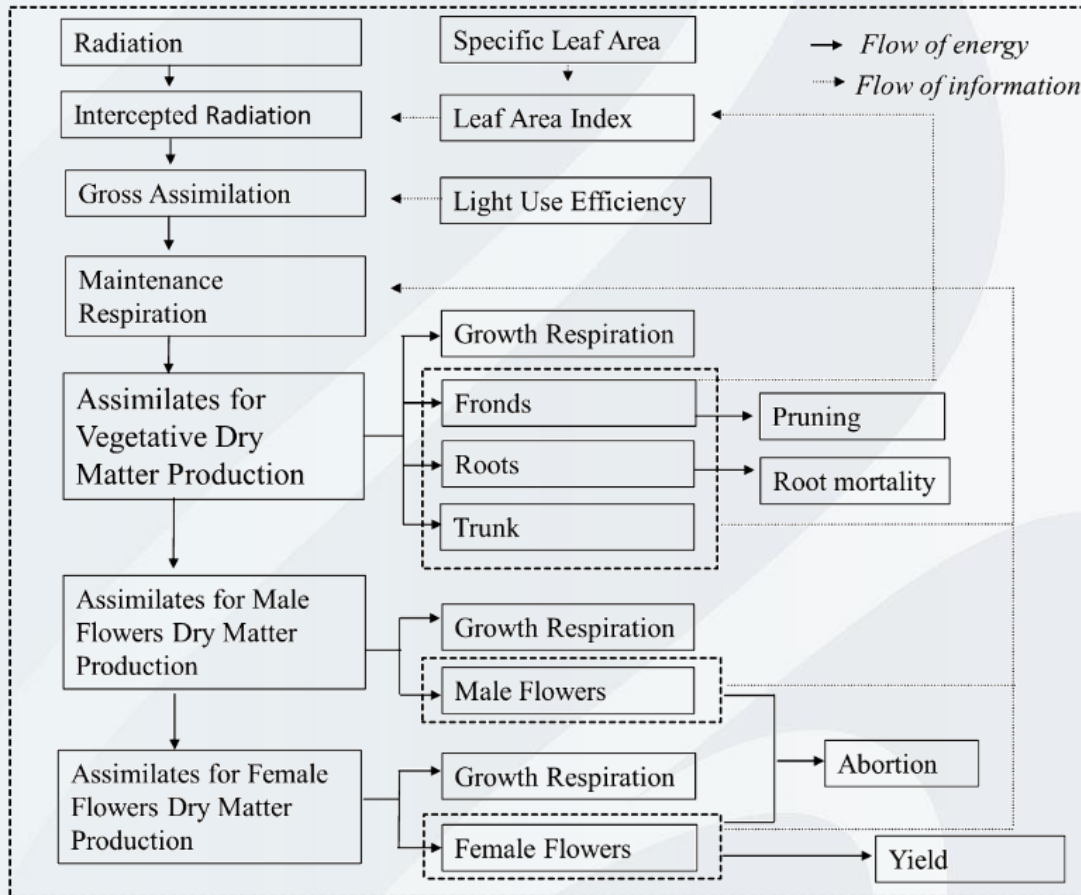 Radiation
Specific Leaf Area
Flow of energy
Flow of information
Intercepted Radiation
Leaf Area Index
Gross Assimilation
Light Use Efficiency
Maintenance
Respiration
Growth Respiration
Assimilates for
Vegetative Dry
Matter Production
Fronds
Pruning
Roots
Root mortality
Trunk
Assimilates for Male
Flowers Dry Matter
Production
Growth Respiration
Male Flowers
Abortion
Assimilates for Female
Flowers Dry Matter
Production
Growth Respiration
Female Flowers
Yield